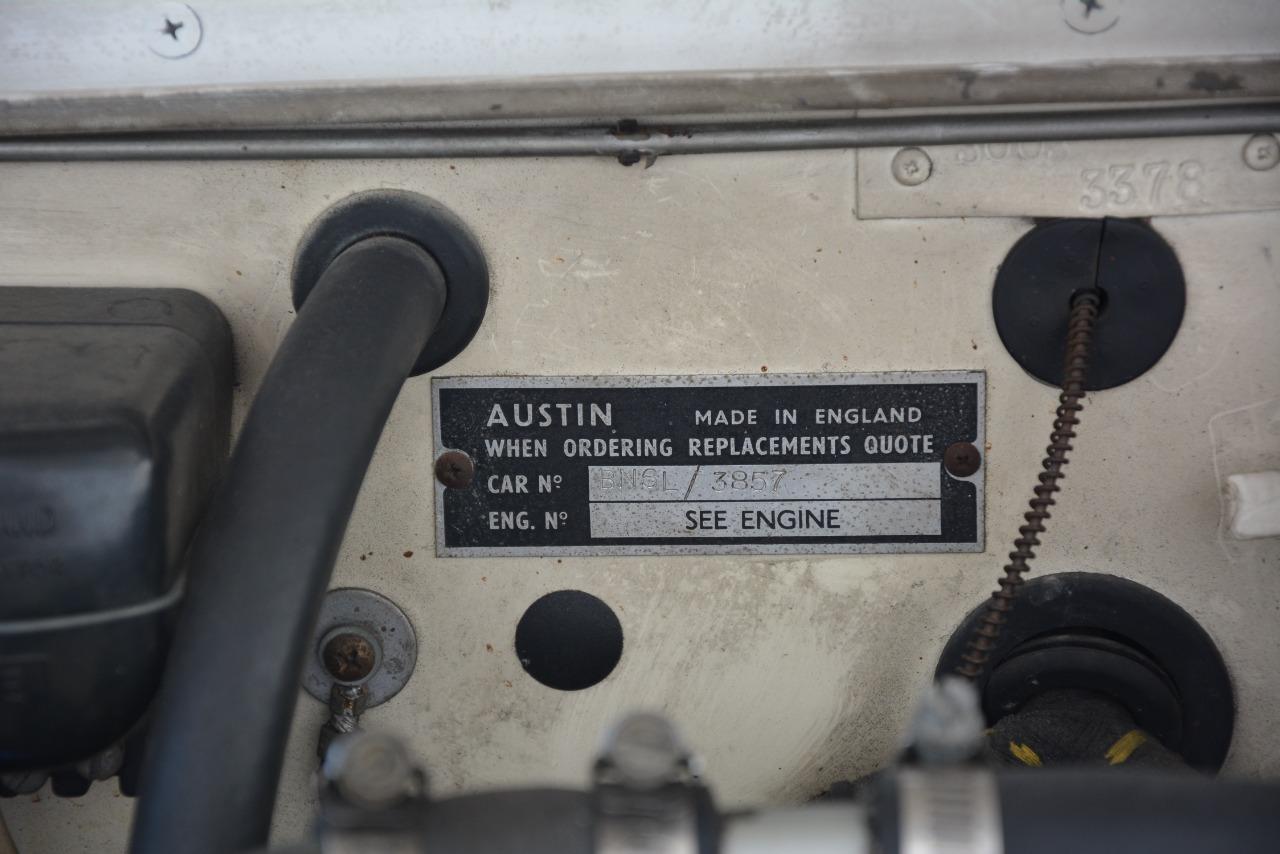 3378
AUSTIN MADE IN ENGLAND
WHEN ORDERING REPLACEMENTS QUOTE
CAR Nº BN6L/3857
ENG. Nº SEE ENGINE